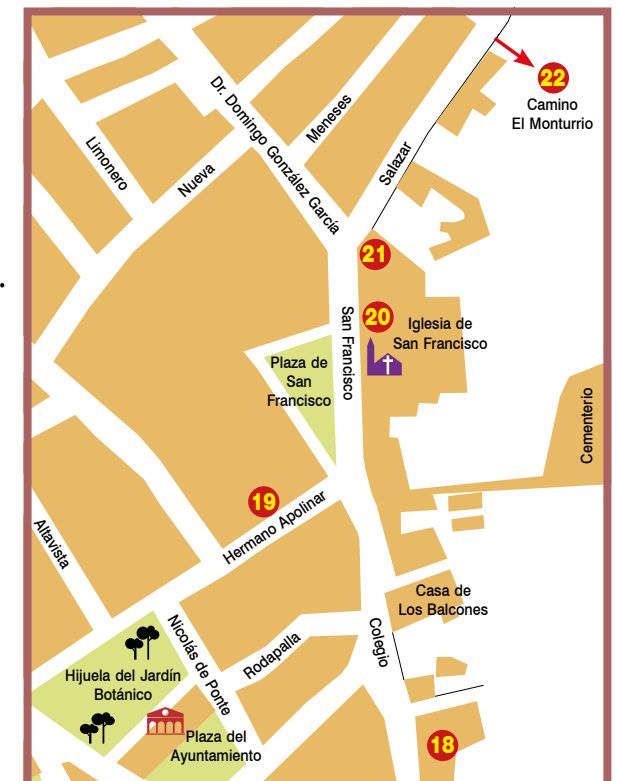 22
Camino
El Monturrio
Dr. Domingo González García
Meneses
Salazar
Limonero
Nueva
21
20
Iglesia de
San Francisco
San Francisco
Plaza de
San
Francisco
Cementerio
19
Hermano Apolinar
Altavista
Casa de
Los Balcones
Nicolás de Ponte
Colegio
Rodapalla
Hijuela del Jardín
Botánico
Plaza del
Ayuntamiento
18